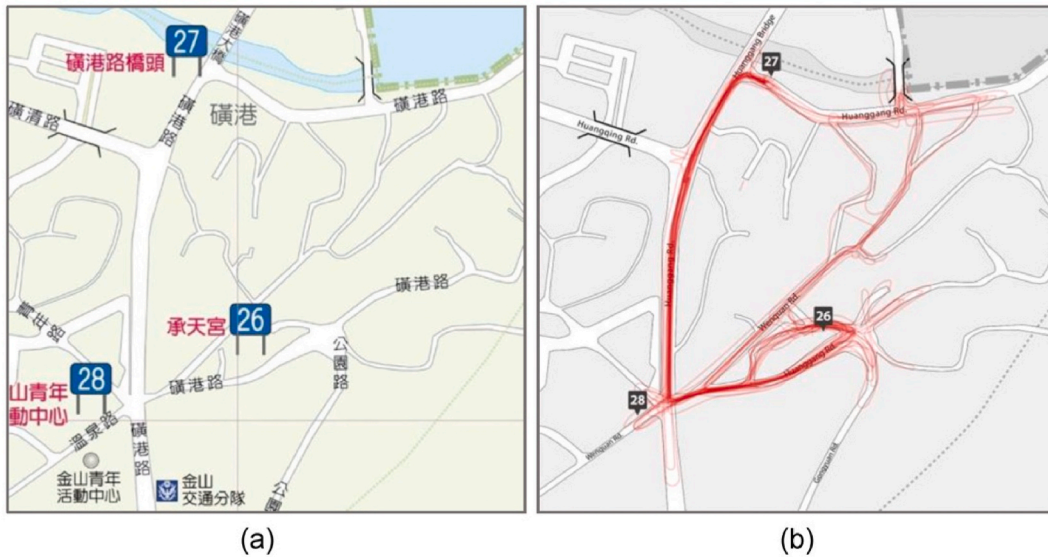 27
磺港路橋頭
磺港大橋
磺港路
磺港
磺港路
磺清路
磺港路
承天宮
26
公園路
28
山青年
動中心
磺港路
溫泉路
磺港路
金山青年
活動中心
金山
交通分隊
公園
(a)
Huanggang Bridge
27
Huanggang Rd.
Huangqing Rd.
Huanggang Rd.
Wenquan Rd.
26
Huanggang Rd.
28
Wenquan Rd.
Gongyuan Rd.
(b)